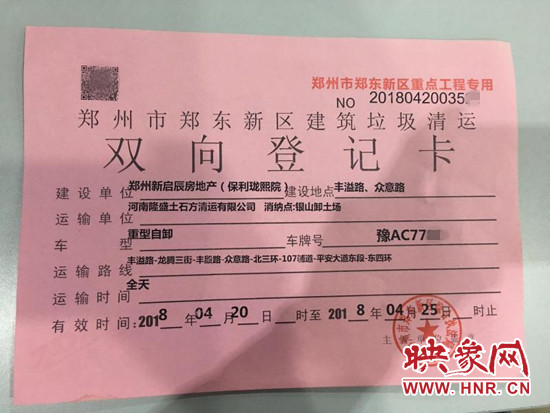 郑州市郑东新区重点工程专用
NO 20180420035
郑州市郑东新区建筑垃圾清运
双向登记卡
建设单位 郑州新启辰房地产(保利珑熙院) 建设地点 丰溢路、众意路
运输单位 河南隆盛土石方清运有限公司 消纳点:银山卸土场
车型 重型自卸 车牌号 豫AC77
运输路线 丰溢路-龙腾三街-丰溢路-众意路-北三环-107辅道-平安大道东段-东四环
运输时间 全天
有效时间:2018年04月20日 时至2018年04月25日 时止
映象网
WWW.HNR.CN